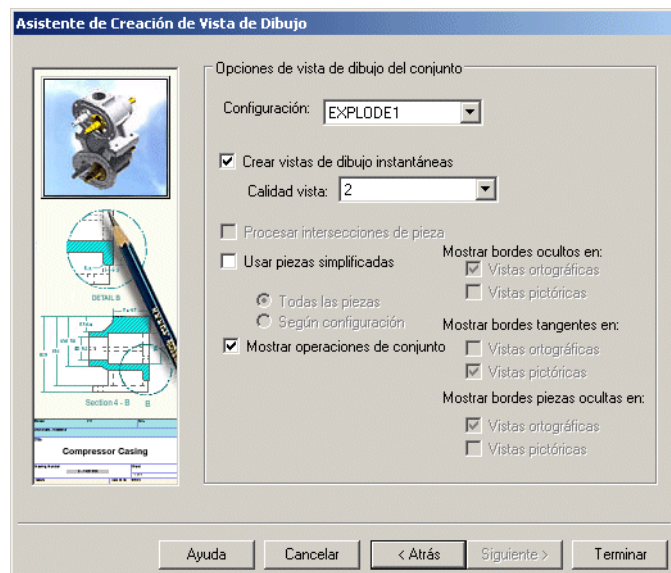 Asistente de Creación de Vista de Dibujo
Opciones de vista de dibujo del conjunto
Configuración: EXPLODE1
Crear vistas de dibujo instantáneas
Calidad vista: 2
Procesar intersecciones de pieza
Usar piezas simplificadas
Todas las piezas
Según configuración
Mostrar operaciones de conjunto
Mostrar bordes ocultos en:
Vistas ortográficas
Vistas pictóricas
Mostrar bordes tangentes en:
Vistas ortográficas
Vistas pictóricas
Mostrar bordes piezas ocultas en:
Vistas ortográficas
Vistas pictóricas
DETAIL B
Section 4 - B
B
Compressor Casing
Ayuda
Cancelar
< Atrás
Siguiente >
Terminar